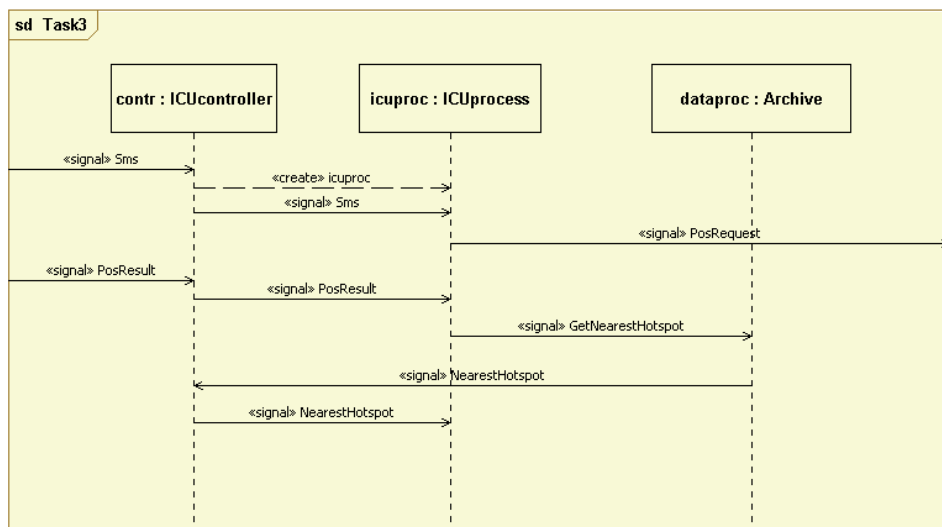 sd Task3
contr : ICUcontroller
icuproc : ICUprocess
dataproc : Archive
«signal» Sms
«create» icuproc
«signal» Sms
«signal» PosRequest
«signal» PosResult
«signal» PosResult
«signal» GetNearestHotspot
«signal» NearestHotspot
«signal» NearestHotspot